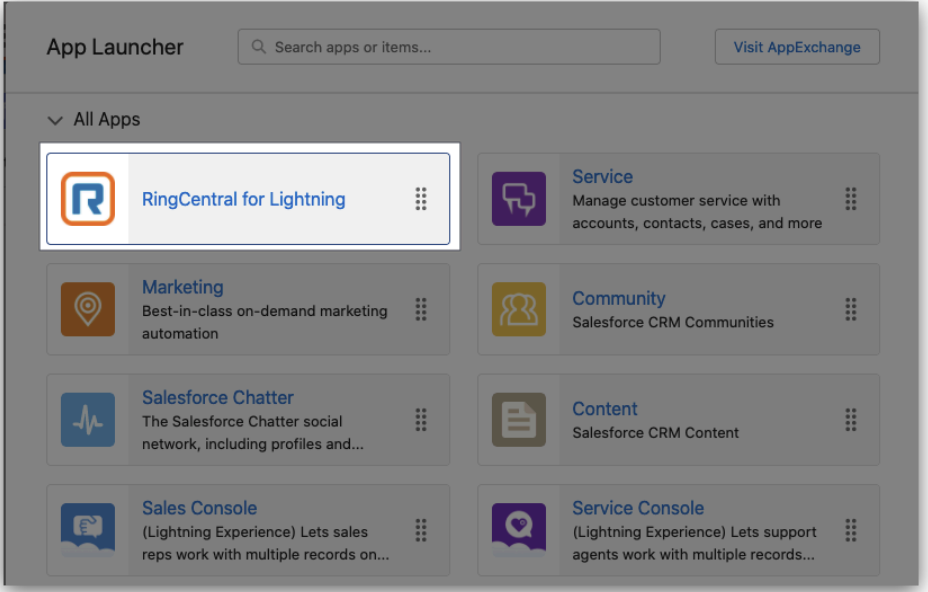 App Launcher
Search apps or items...
Visit AppExchange
All Apps
RingCentral for Lightning
Service
Manage customer service with
accounts, contacts, cases, and more
Marketing
Best-in-class on-demand marketing
automation
Community
Salesforce CRM Communities
Salesforce Chatter
The Salesforce Chatter social
network, including profiles and...
Content
Salesforce CRM Content
Sales Console
(Lightning Experience) Lets sales
reps work with multiple records on...
Service Console
(Lightning Experience) Lets support
agents work with multiple records...